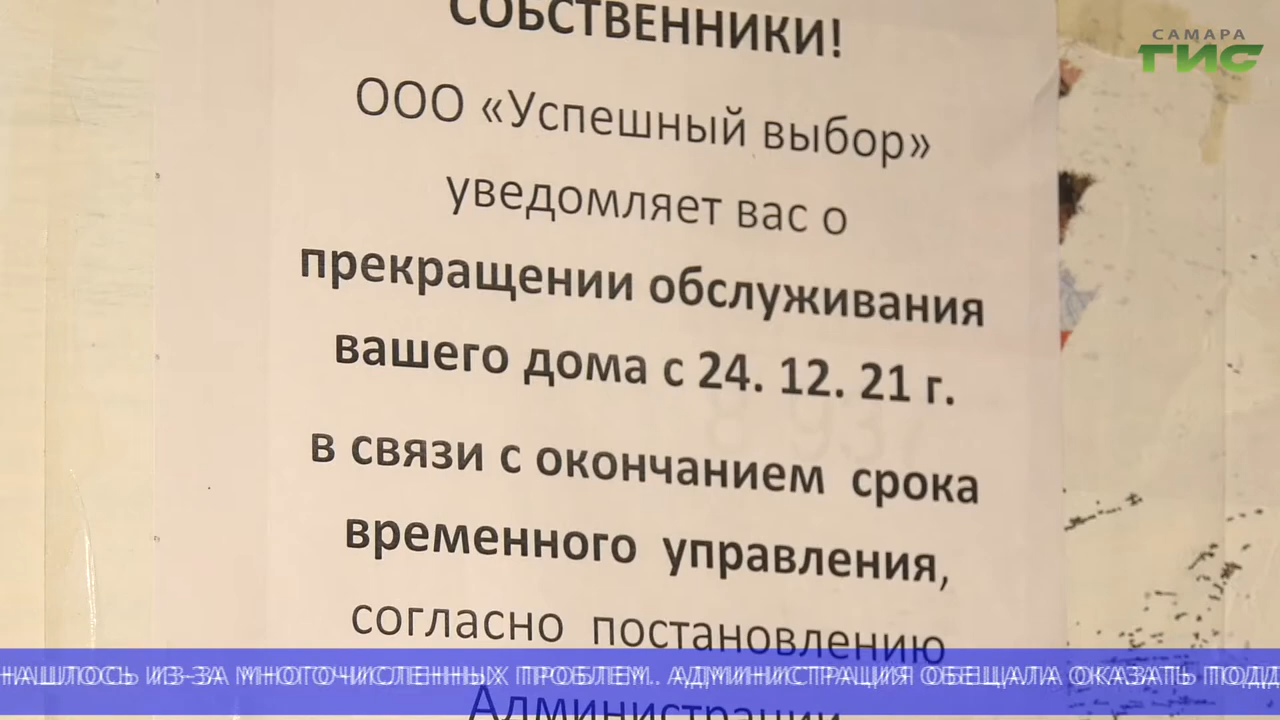 СОБСТВЕННИКИ!
САМАРА
ГИС
ООО «Успешный выбор»
уведомляет вас о
прекращении обслуживания
вашего дома с 24. 12. 21 г.
в связи с окончанием срока
временного управления,
согласно постановлению
НАШЛОСЬ ИЗ-ЗА МНОГОЧИСЛЕННЫХ ПРОБЛЕМ.. АДМИНИСТРАЦИЯ ОБЕЩАЛА ОКАЗАТЬ ПОДД
Администрации